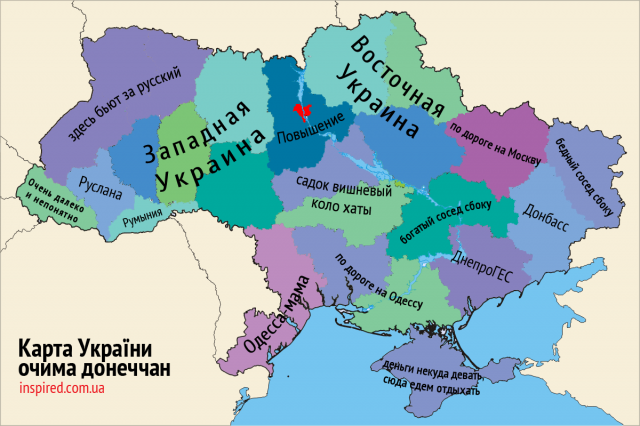 здесь бьют за русский
Западная
Украина
Восточная
Украина
Повышение
по дороге на Москву
бедный сосед сбоку
Очень далеко
и непонятно
Руслана
Румыния
садок вишневый
коло хаты
богатый сосед сбоку
Донбасс
ДнепроГЕС
по дороге на Одессу
Одесса-мама
деньги некуда девать,
сюда едем отдыхать
Карта України
очима донеччан
inspired.com.ua